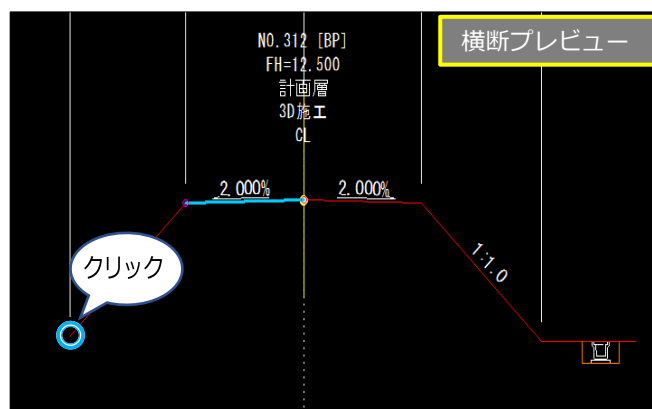 横断プレビュー
NO.312 [BP]
FH=12.500
計画層
3D施工
CL
2.000%
2.000%
1:1.0
クリック